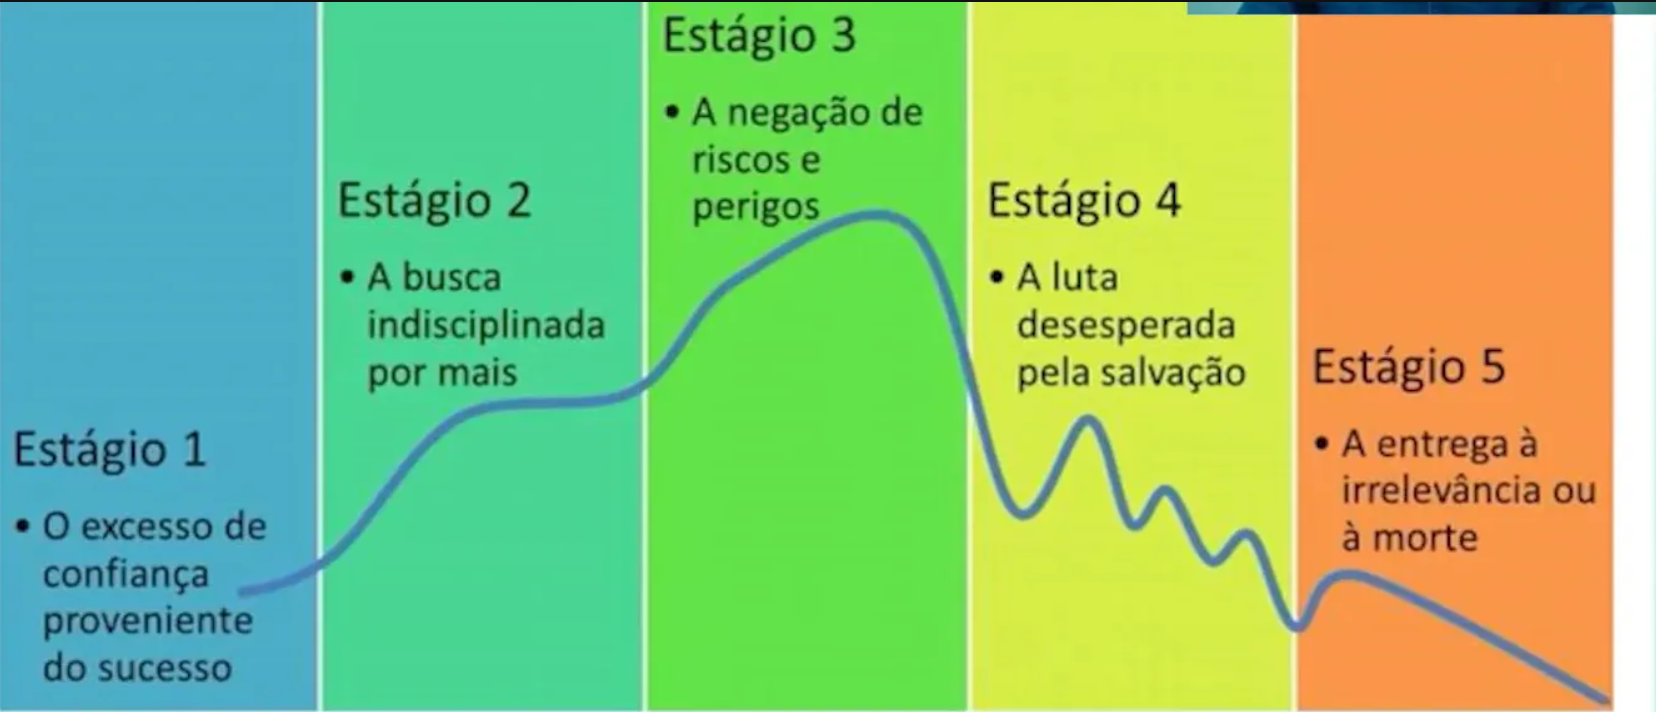 Estágio 1
• O excesso de
confiança
proveniente
do sucesso
Estágio 2
• A busca
indisciplinada
por mais
Estágio 3
• A negação de
riscos e
perigos
Estágio 4
• A luta
desesperada
pela salvação
Estágio 5
• A entrega à
irrelevância ou
à morte